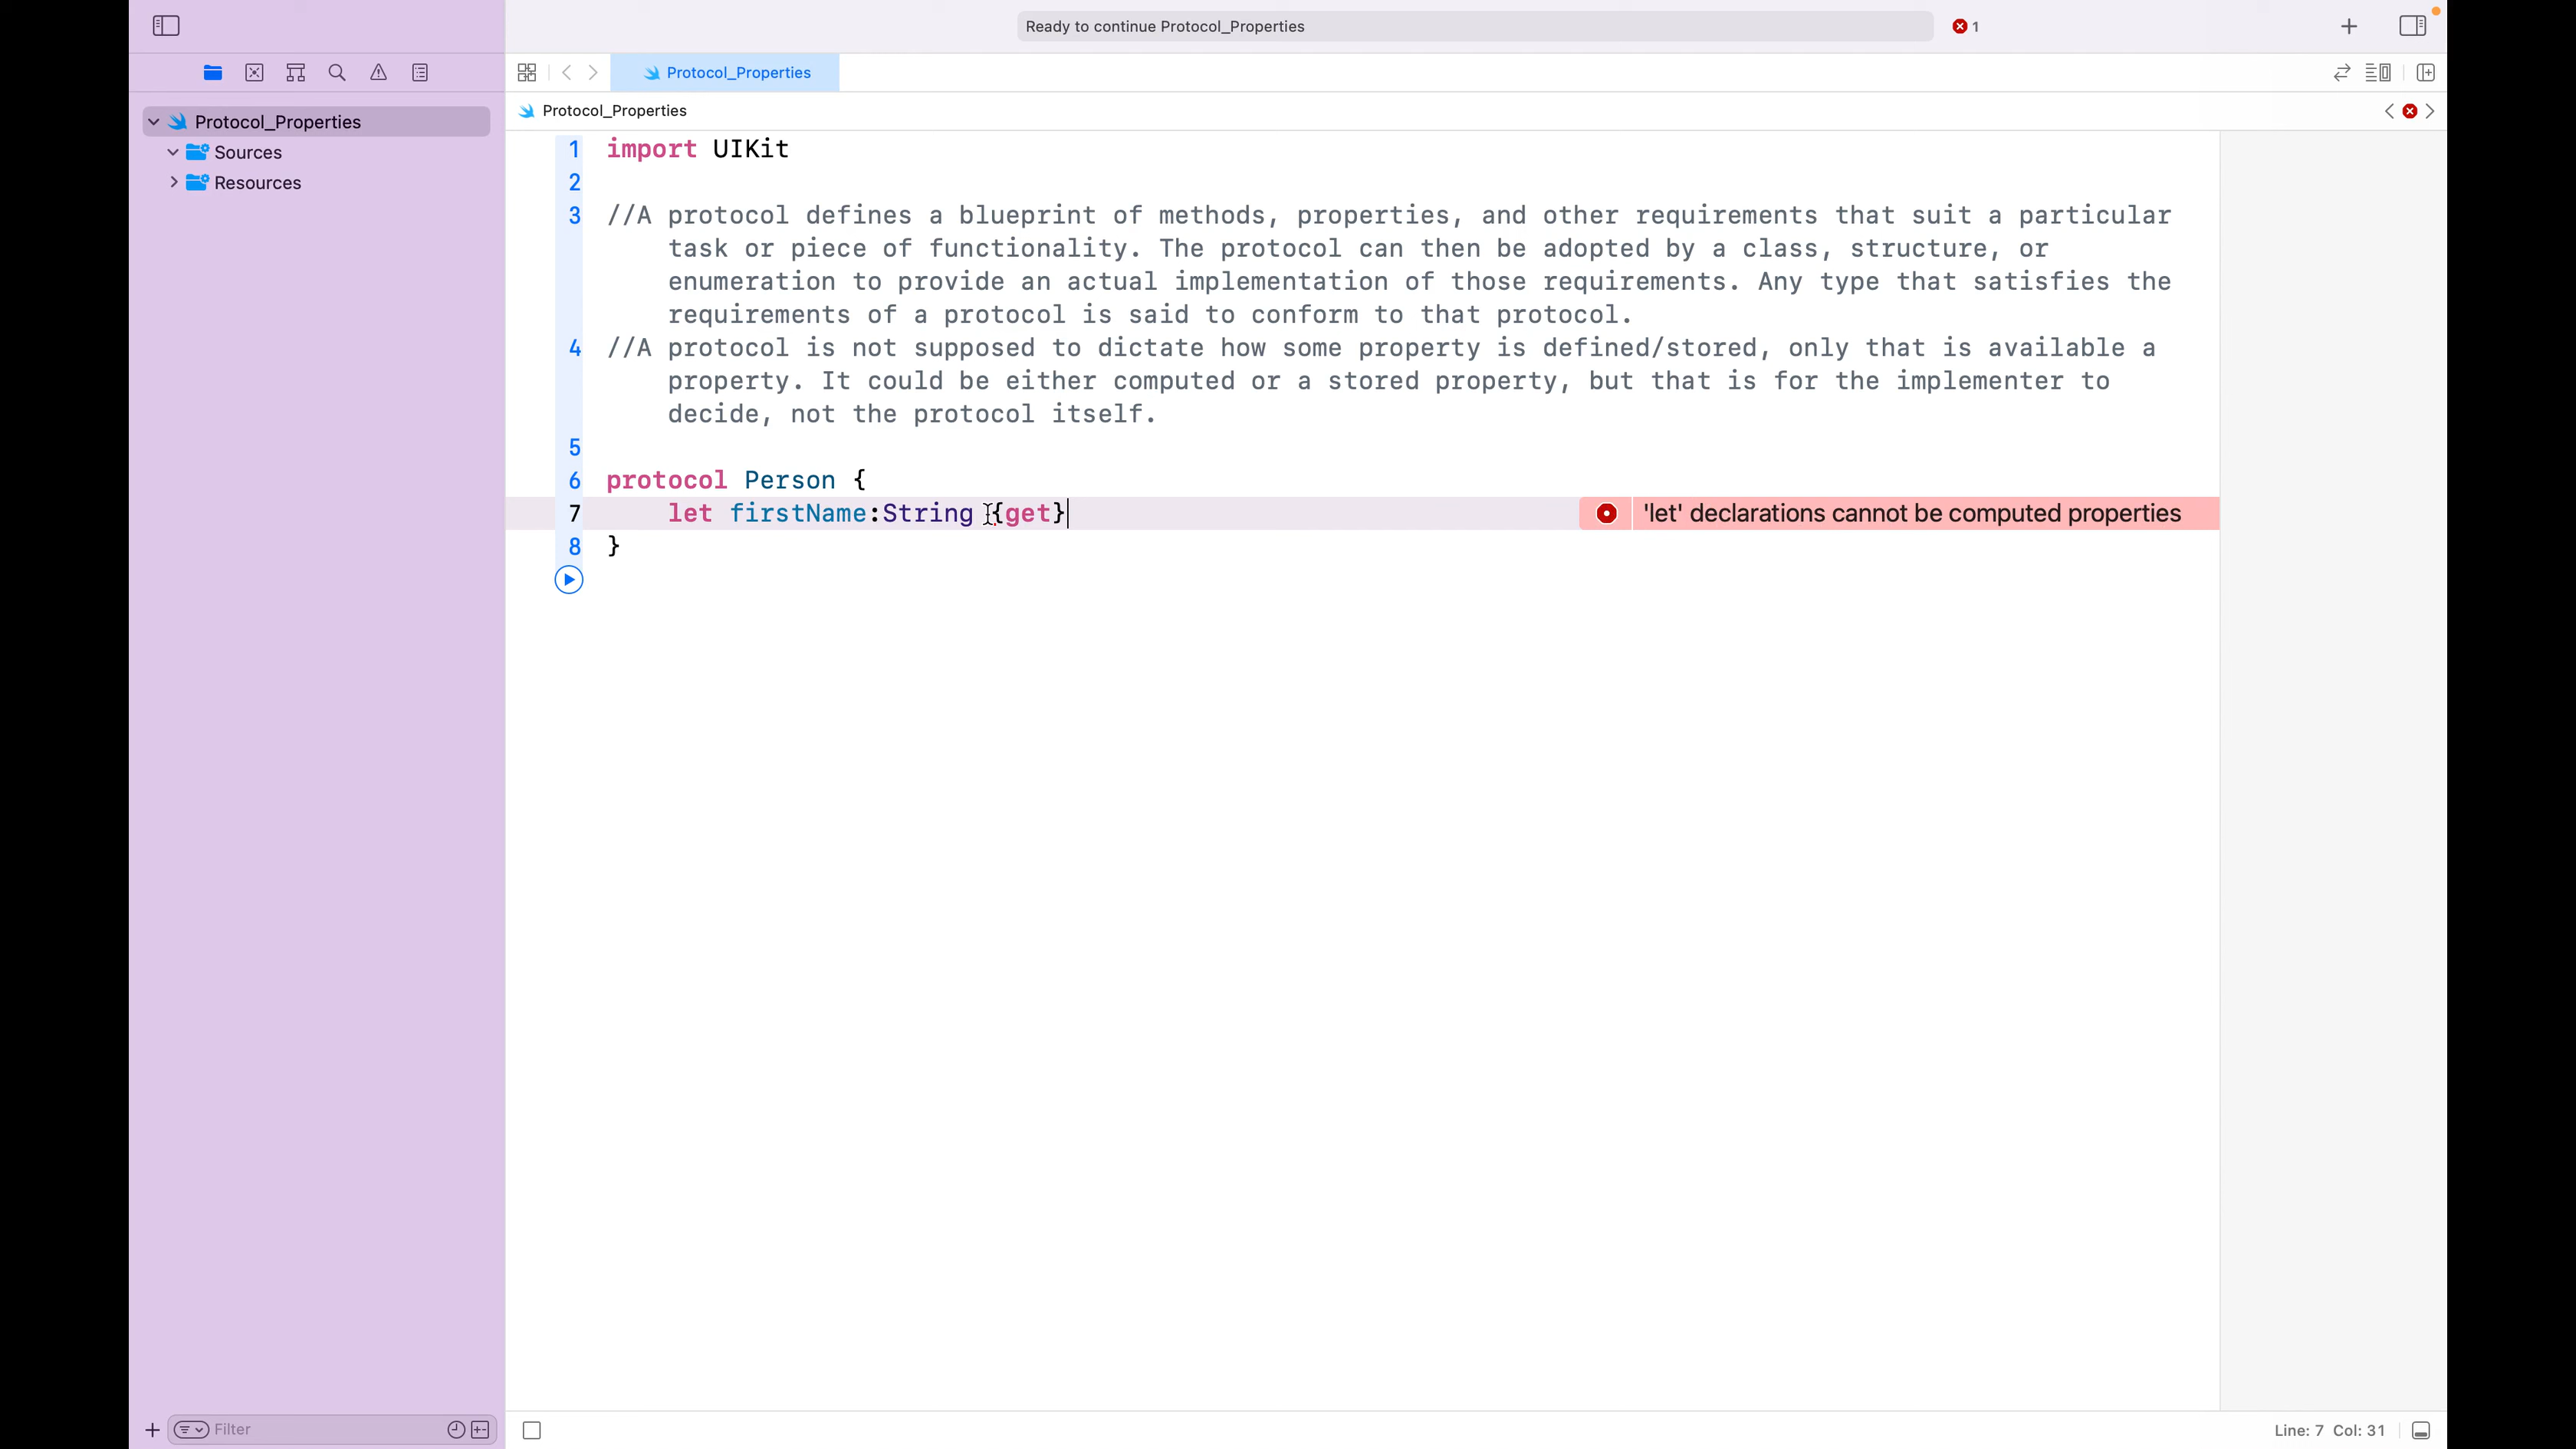 Ready to continue Protocol_Properties
1
Protocol_Properties
Protocol_Properties
Protocol_Properties
Sources
Resources
1 import UIKit
2
3 //A protocol defines a blueprint of methods, properties, and other requirements that suit a particular
task or piece of functionality. The protocol can then be adopted by a class, structure, or
enumeration to provide an actual implementation of those requirements. Any type that satisfies the
requirements of a protocol is said to conform to that protocol.
4 //A protocol is not supposed to dictate how some property is defined/stored, only that is available a
property. It could be either computed or a stored property, but that is for the implementer to
decide, not the protocol itself.
5
6 protocol Person {
7 let firstName:String {get} 'let' declarations cannot be computed properties
8 }
Filter
Line: 7 Col: 31